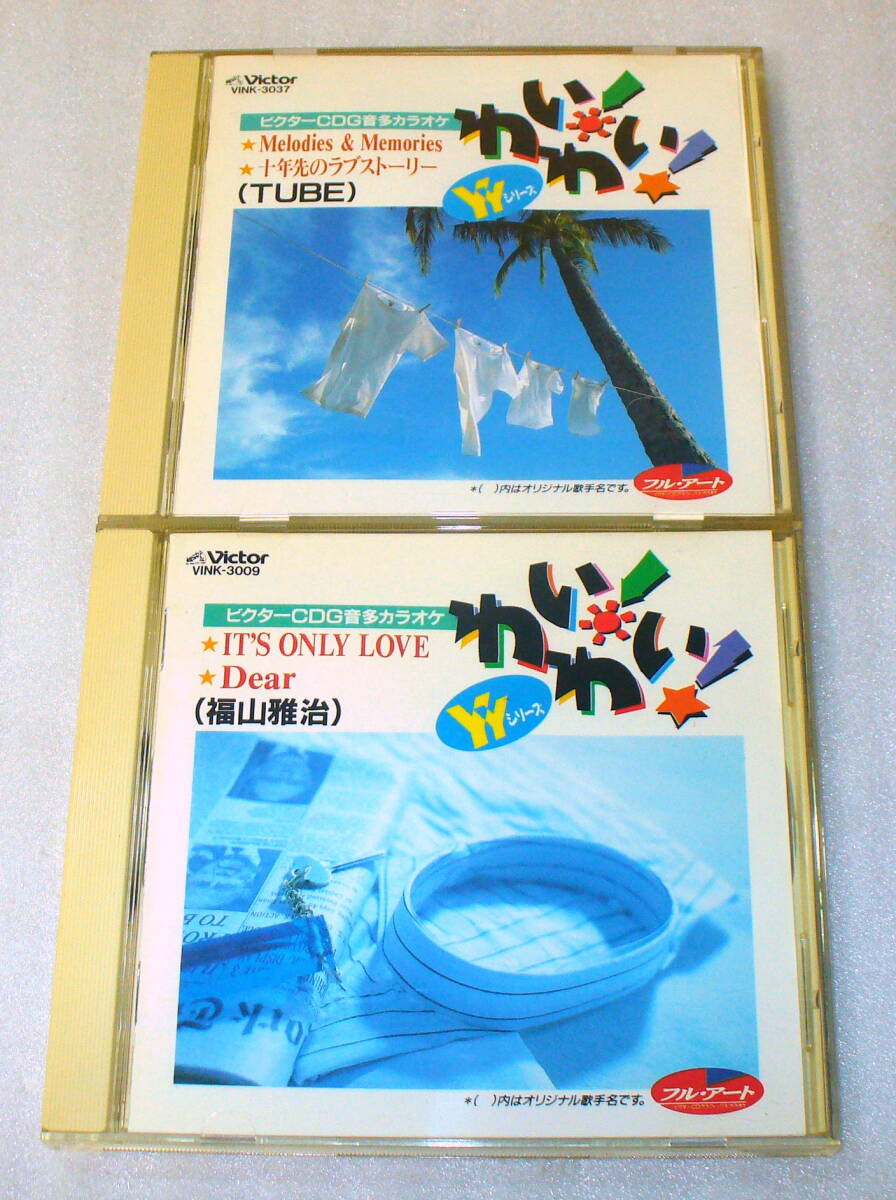 Victor
VINK-3037
ビクターCDG音多カラオケ
★Melodies & Memories
★十年先のラブストーリー
(TUBE)
わいわい!
YYシリーズ
*( )内はオリジナル歌手名です。
フル・アート
Victor
VINK-3009
ビクターCDG音多カラオケ
★IT'S ONLY LOVE
★Dear
(福山雅治)
わいわい!
YYシリーズ
TO B
*( )内はオリジナル歌手名です。
フル・アート